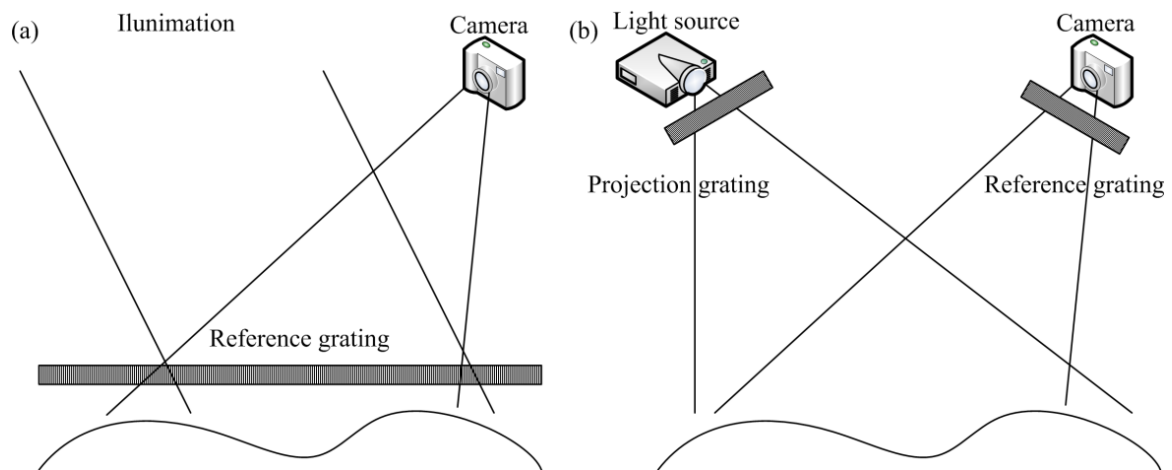 (a)
Ilunimation
Camera
Reference grating
(b)
Light source
Camera
Projection grating
Reference grating